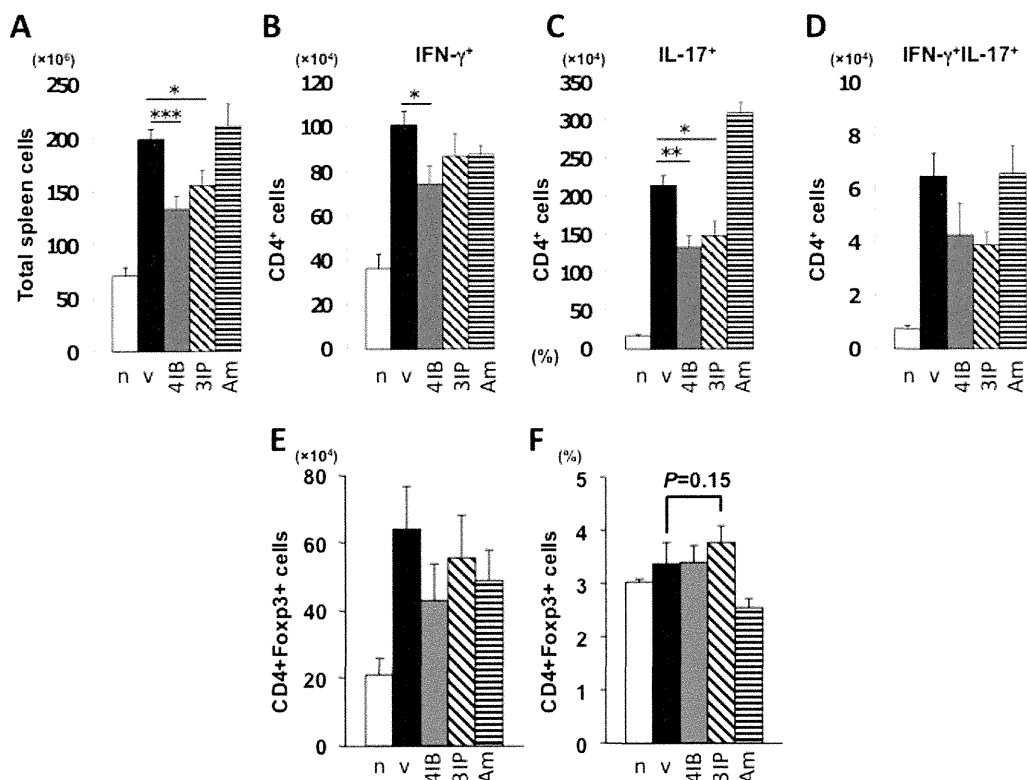 A
(×10⁶)
250
200
150
100
50
0
Total spleen cells
*
***
n v 4IB 3IP Am
B
(×10⁴)
IFN-γ⁺
120
100
80
60
40
20
0
CD4⁺ cells
*
n v 4IB 3IP Am
C
(×10⁴)
IL-17⁺
350
300
250
200
150
100
50
0
(%)
CD4⁺ cells
*
**
n v 4IB 3IP Am
D
IFN-γ⁺IL-17⁺
(×10⁴)
10
8
6
4
2
0
CD4⁺ cells
n v 4IB 3IP Am
E
(×10⁴)
80
60
40
20
0
CD4+Foxp3+ cells
n v 4IB 3IP Am
F
(%)
5
4
3
2
1
0
CD4+Foxp3+ cells
P=0.15
n v 4IB 3IP Am